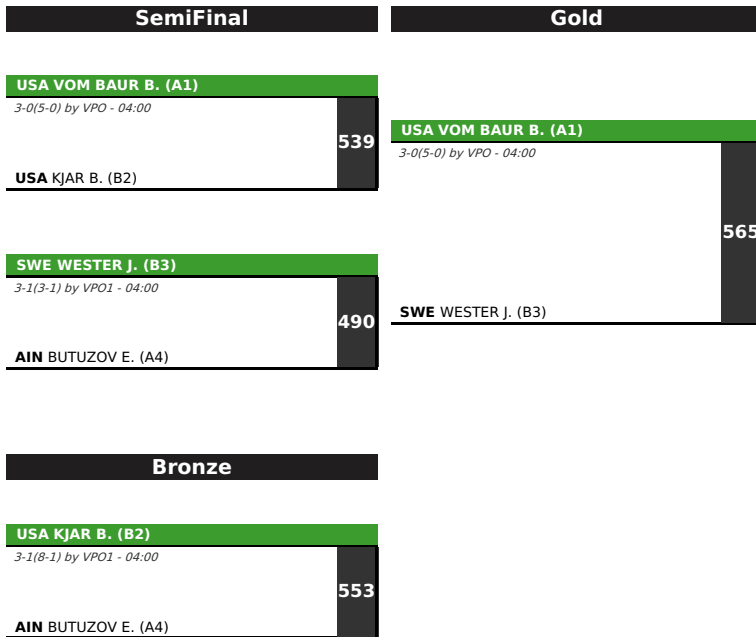 SemiFinal
Gold
USA VOM BAUR B. (A1)
3-0(5-0) by VPO - 04:00
539
USA KJAR B. (B2)
USA VOM BAUR B. (A1)
3-0(5-0) by VPO - 04:00
565
SWE WESTER J. (B3)
SWE WESTER J. (B3)
3-1(3-1) by VPO1 - 04:00
490
AIN BUTUZOV E. (A4)
Bronze
USA KJAR B. (B2)
3-1(8-1) by VPO1 - 04:00
553
AIN BUTUZOV E. (A4)